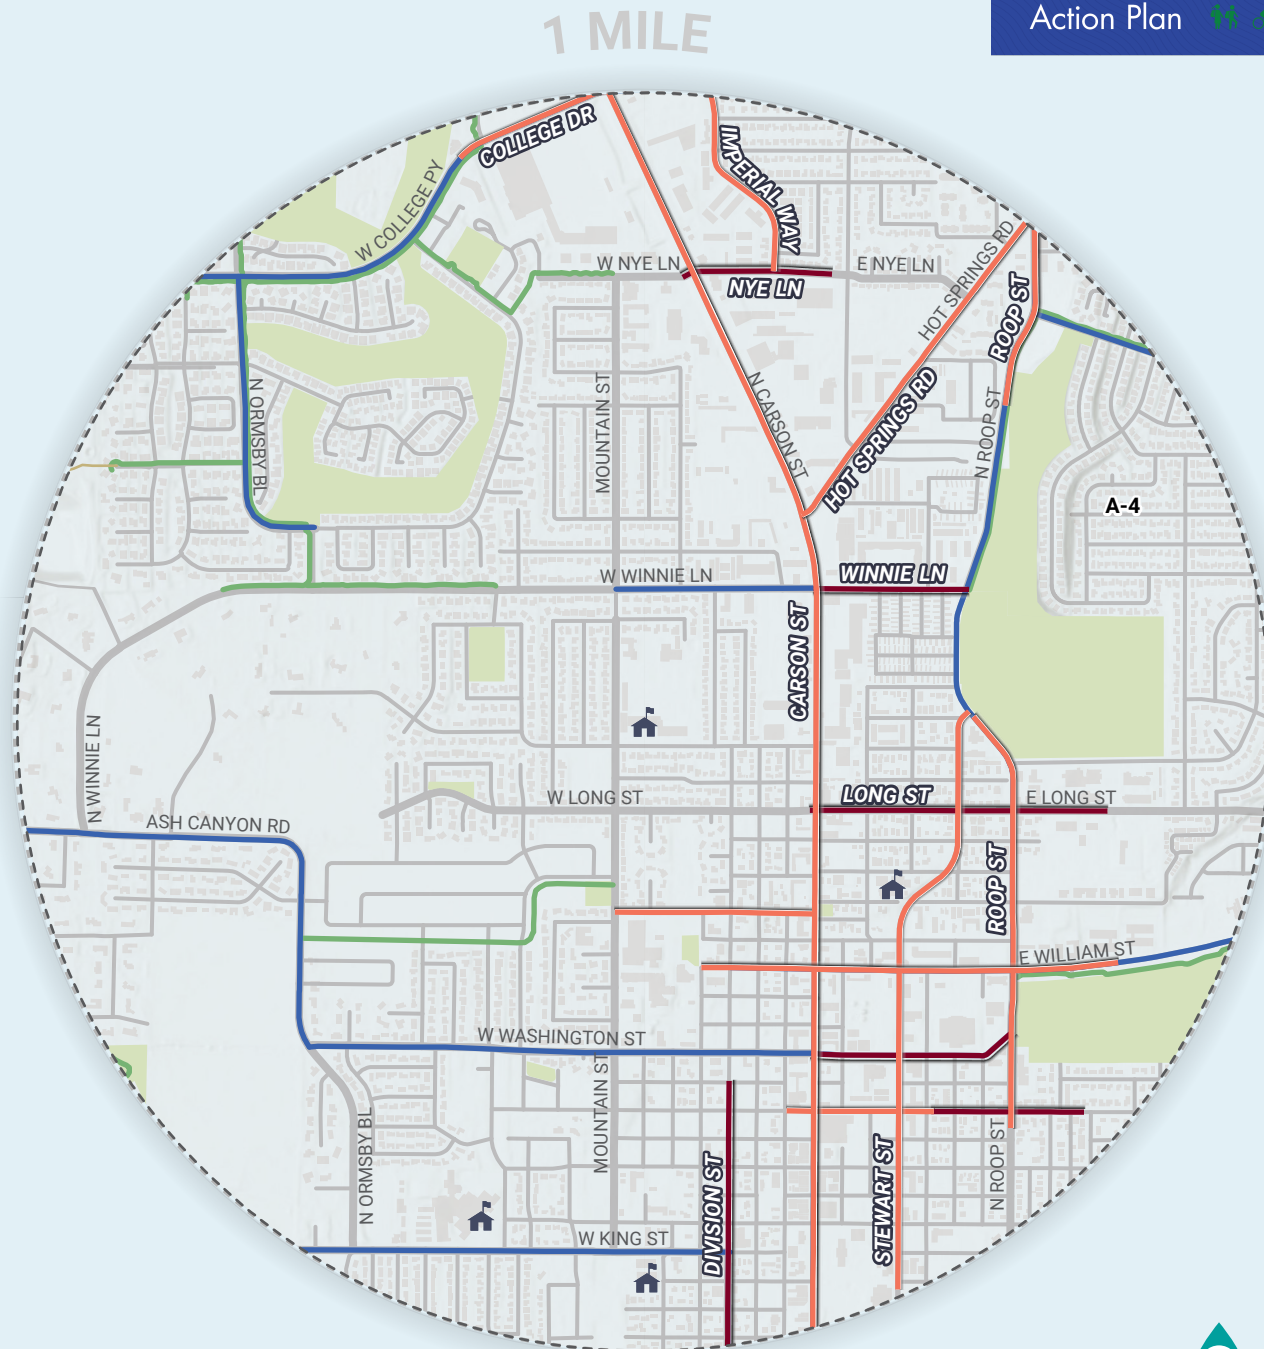 1 MILE
Action Plan
COLLEGE DR
W COLLEGE PY
IMPERIAL WAY
W NYE LN
E NYE LN
NYE LN
HOT SPRINGS RD
ROOP ST
N ORMSBY BL
MOUNTAIN ST
N CARSON ST
HOT SPRINGS RD
N ROOP ST
A-4
W WINNIE LN
WINNIE LN
CARSON ST
N WINNIE LN
W LONG ST
LONG ST
E LONG ST
ASH CANYON RD
ROOP ST
E WILLIAM ST
W WASHINGTON ST
MOUNTAIN ST
N ORMSBY BL
DIVISION ST
STEWART ST
N ROOP ST
W KING ST